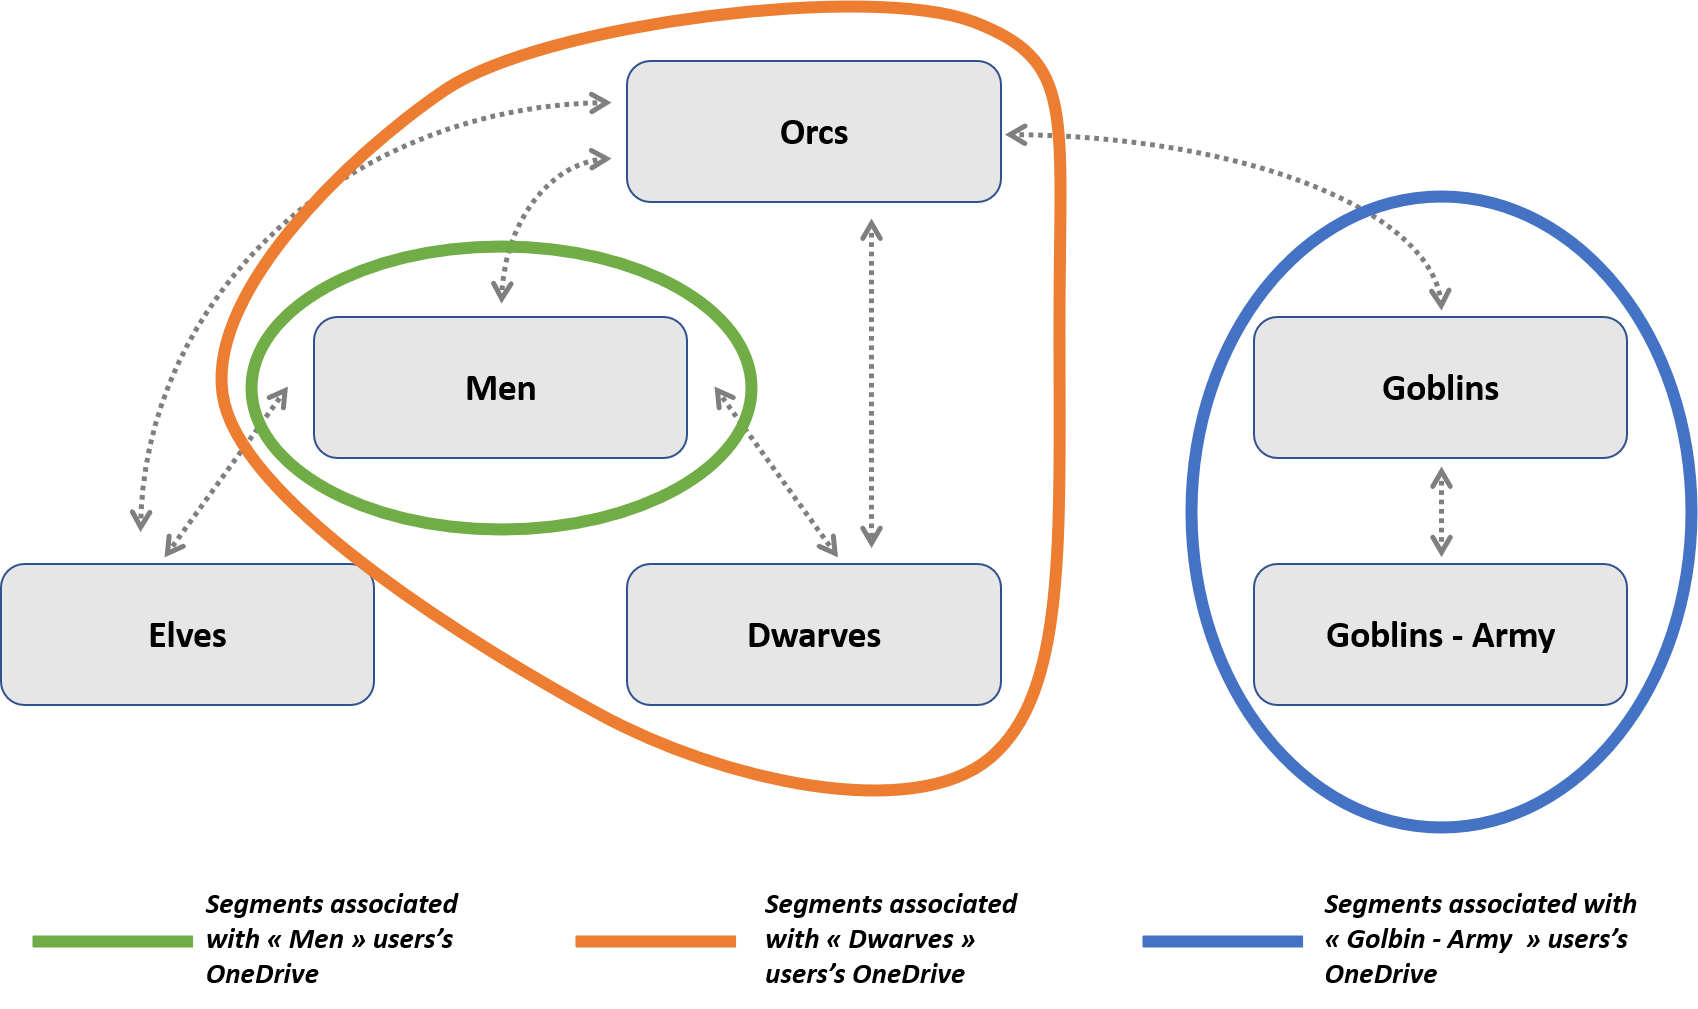 Orcs
Men
Goblins
Elves
Dwarves
Goblins - Army
Segments associated
with « Men » users’s
OneDrive
Segments associated
with « Dwarves »
users’s OneDrive
Segments associated with
« Golbin - Army  » users’s
OneDrive